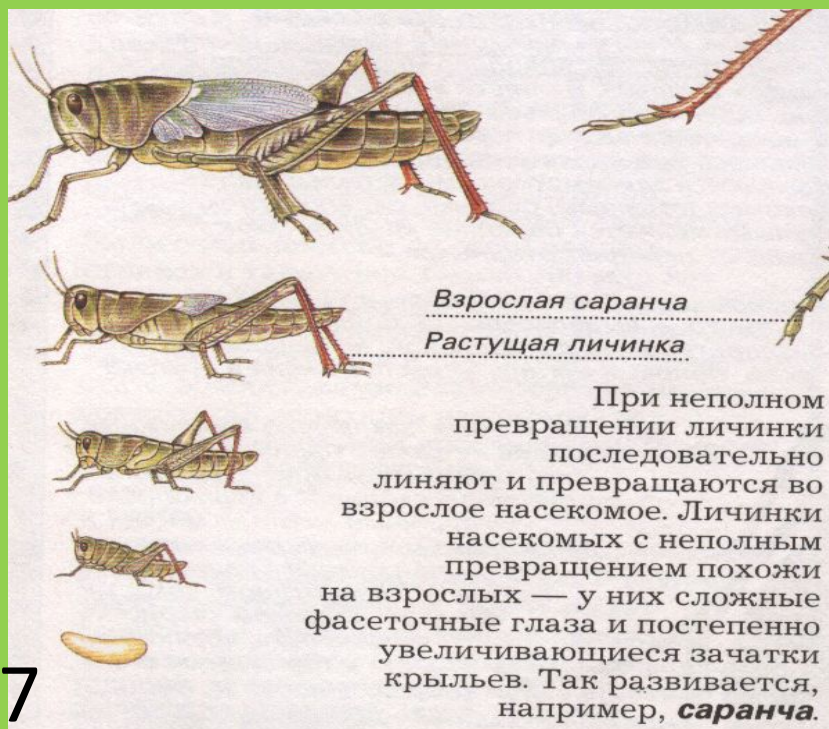 Взрослая саранча
Растущая личинка
При неполном
превращении личинки
последовательно
линяют и превращаются во
взрослое насекомое. Личинки
насекомых с неполным
превращением похожи
на взрослых — у них сложные
фасеточные глаза и постепенно
увеличивающиеся зачатки
крыльев. Так развивается,
например, саранча.
7